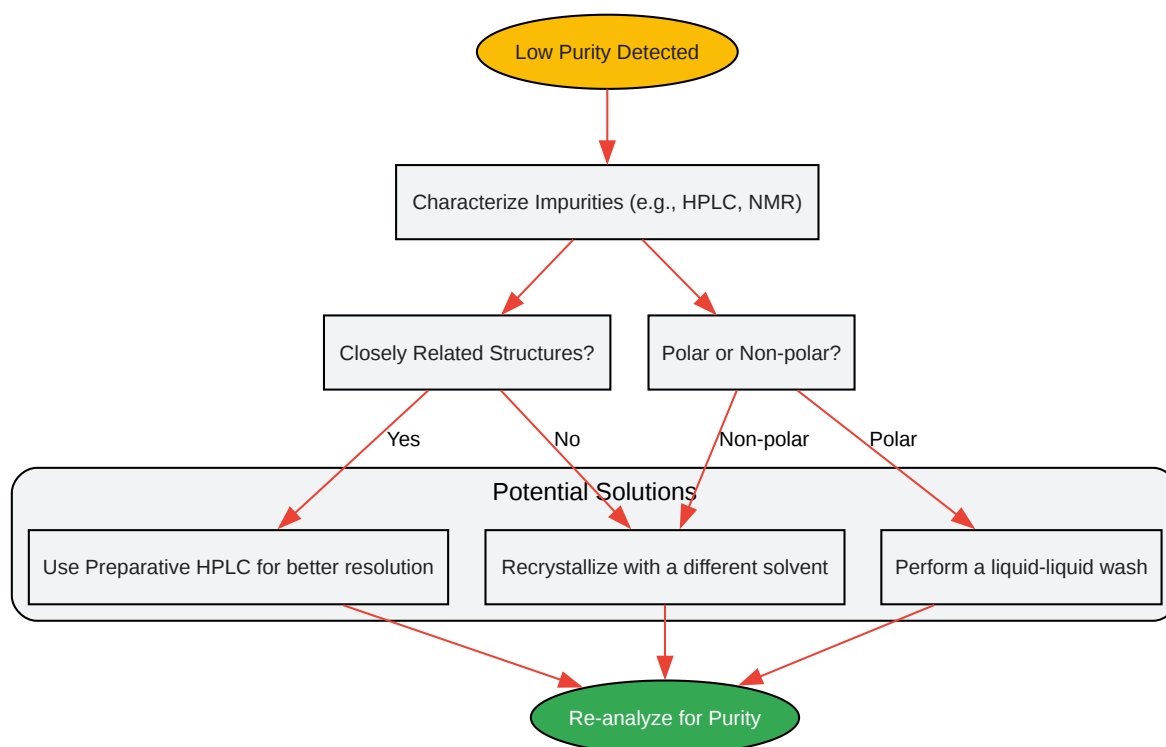 Low Purity Detected
Characterize Impurities (e.g., HPLC, NMR)
Closely Related Structures?
Polar or Non-polar?
Yes
No
Non-polar
Polar
Potential Solutions
Use Preparative HPLC for better resolution
Recrystallize with a different solvent
Perform a liquid-liquid wash
Re-analyze for Purity